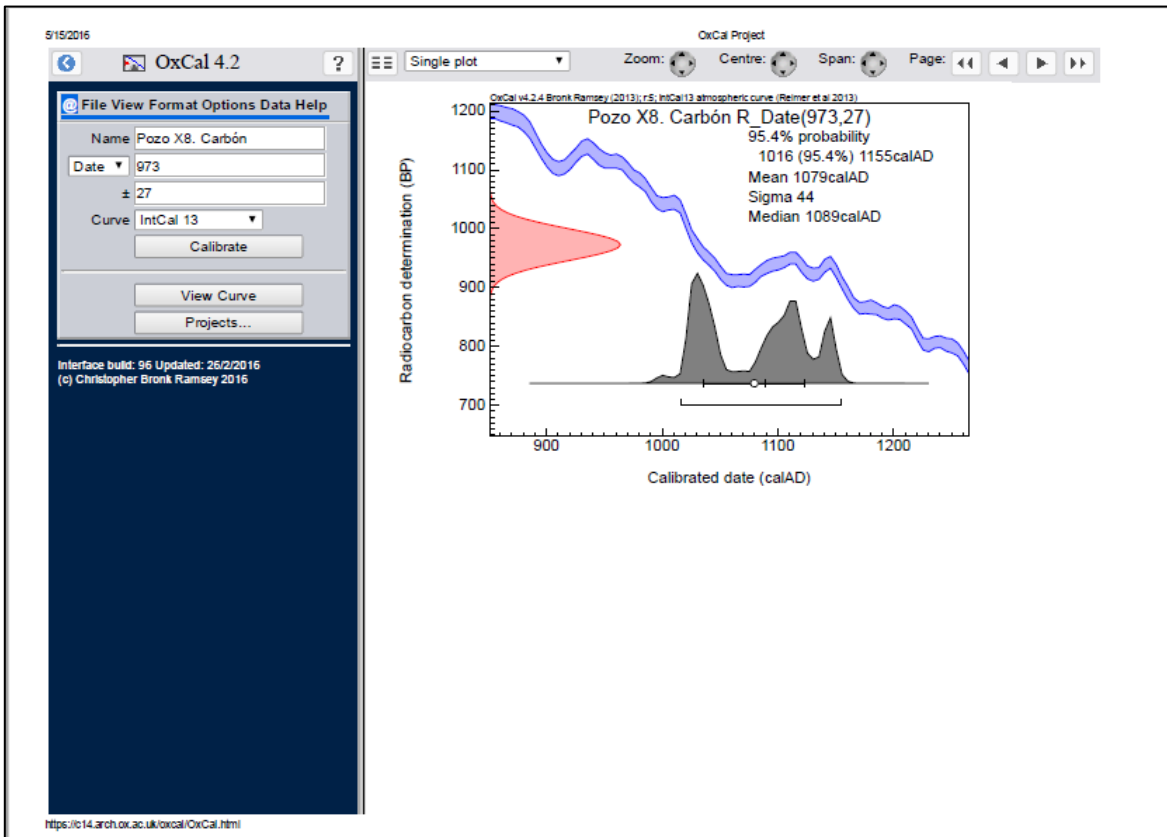 5/15/2016
OxCal Project
OxCal 4.2
?
Single plot
Zoom:
Centre:
Span:
Page:
@ File View Format Options Data Help
Name Pozo X8. Carbón
Date 973
± 27
Curve IntCal 13
Calibrate
View Curve
Projects...
Interface build: 96 Updated: 26/2/2016
(c) Christopher Bronk Ramsey 2016
OxCal v4.2.4 Bronk Ramsey (2013); r:5; IntCal13 atmospheric curve (Reimer et al 2013)
Pozo X8. Carbón R_Date(973,27)
95.4% probability
1016 (95.4%) 1155calAD
Mean 1079calAD
Sigma 44
Median 1089calAD
Radiocarbon determination (BP)
1200
1100
1000
900
800
700
900 1000 1100 1200
Calibrated date (calAD)
https://c14.arch.ox.ac.uk/oxcal/OxCal.html